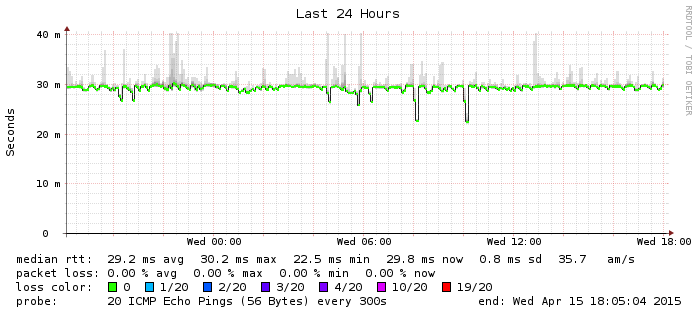 Last 24 Hours
RRDTOOL / TOBI OETIKER
Seconds
40 m
30 m
20 m
10 m
0
Wed 00:00 Wed 06:00 Wed 12:00 Wed 18:00
median rtt: 29.2 ms avg 30.2 ms max 22.5 ms min 29.8 ms now 0.8 ms sd 35.7 am/s
packet loss: 0.00 % avg 0.00 % max 0.00 % min 0.00 % now
loss color: 0 1/20 2/20 3/20 4/20 10/20 19/20
probe: 20 ICMP Echo Pings (56 Bytes) every 300s end: Wed Apr 15 18:05:04 2015